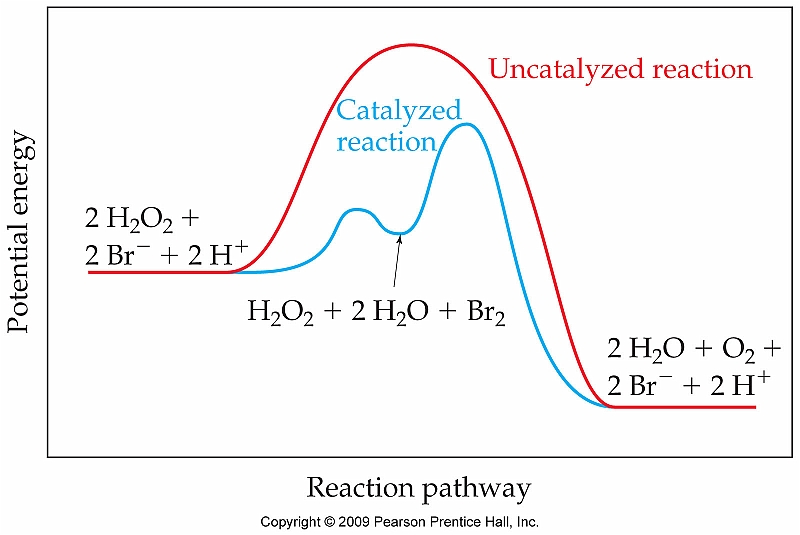 Uncatalyzed reaction
Catalyzed
reaction
Potential energy
2 H₂O₂ +
2 Br⁻ + 2 H⁺
H₂O₂ + 2 H₂O + Br₂
2 H₂O + O₂ +
2 Br⁻ + 2 H⁺
Reaction pathway
Copyright © 2009 Pearson Prentice Hall, Inc.